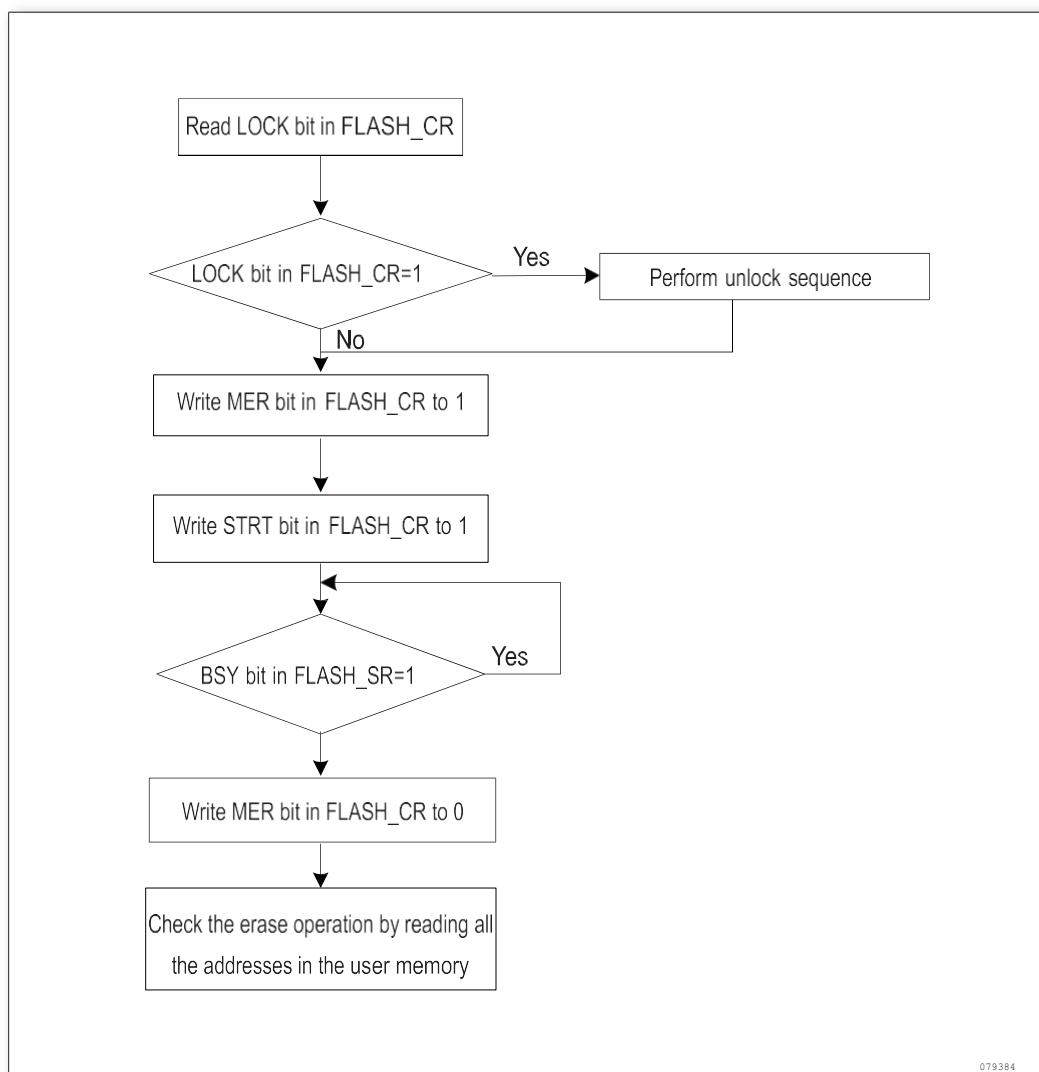 Read LOCK bit in FLASH_CR
LOCK bit in FLASH_CR=1
Yes
Perform unlock sequence
No
Write MER bit in FLASH_CR to 1
Write STRT bit in FLASH_CR to 1
BSY bit in FLASH_SR=1
Yes
Write MER bit in FLASH_CR to 0
Check the erase operation by reading all
the addresses in the user memory
079384